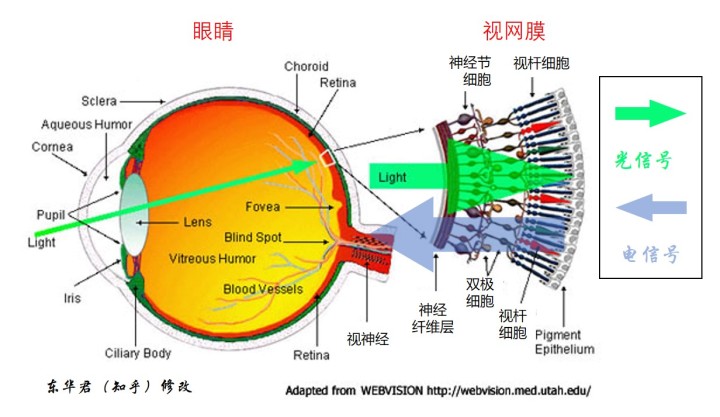 眼睛
视网膜
Choroid
Retina
Sclera
Aqueous Humor
Cornea
Pupil
Light
Iris
Ciliary Body
Lens
Fovea
Blind Spot
Vitreous Humor
Blood Vessels
Retina
视神经
神经节
细胞
视杆细胞
Light
神经
纤维层
双极
细胞
视杆
细胞
Pigment
Epithelium
光信号
电信号
东华君（知乎）修改
Adapted from WEBVISION http://webvision.med.utah.edu/